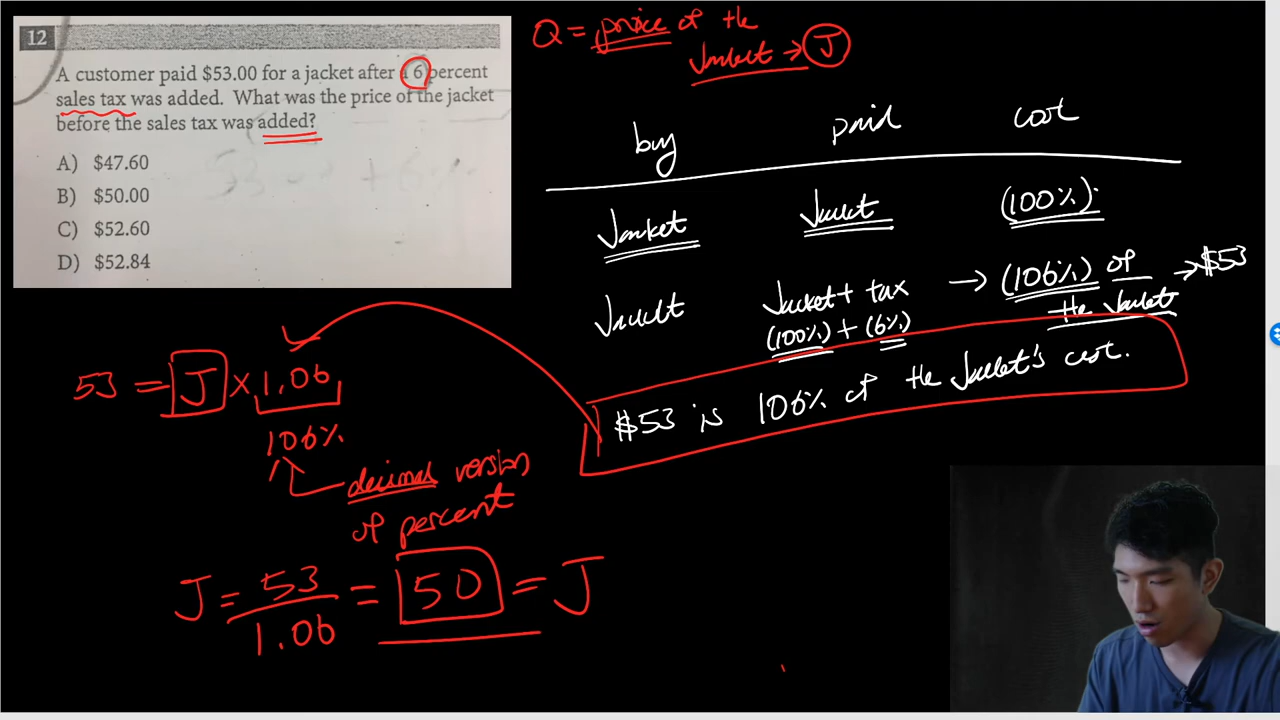 12
A customer paid $53.00 for a jacket after a 6 percent
sales tax was added. What was the price of the jacket
before the sales tax was added?
A) $47.60
B) $50.00
C) $52.60
D) $52.84
Q = price of the
Jacket → J
buy paid cost
Jacket Jacket (100%)
Jacket Jacket + tax → (106%) of → $53
(100%) + (6%) the Jacket
$53 is 106% of the Jacket's cost.
53 = J × 1.06
106%
decimal version
of percent
J = 53/1.06 = 50 = J